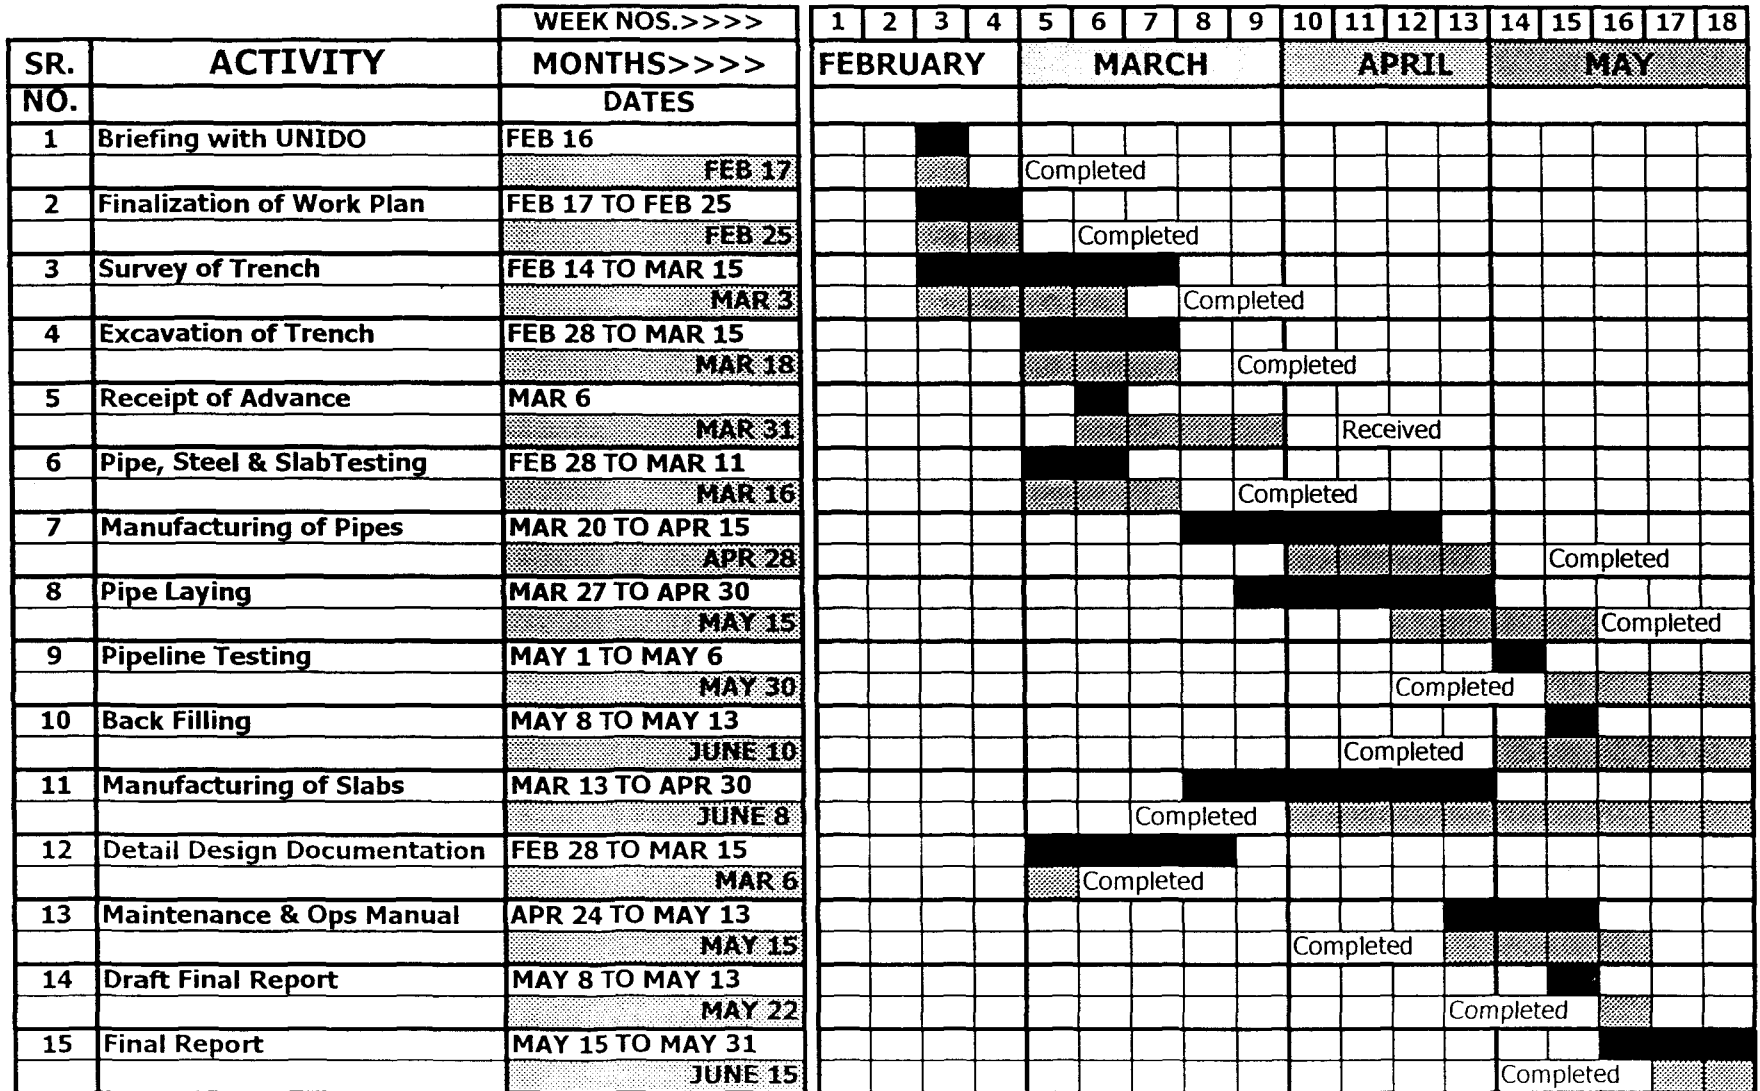 WEEK NOS.>>>> 1 2 3 4 5 6 7 8 9 10 11 12 13 14 15 16 17 18
SR. ACTIVITY MONTHS>>>> FEBRUARY MARCH APRIL MAY
NO. DATES
1 Briefing with UNIDO FEB 16
FEB 17 Completed
2 Finalization of Work Plan FEB 17 TO FEB 25
FEB 25 Completed
3 Survey of Trench FEB 14 TO MAR 15
MAR 3 Completed
4 Excavation of Trench FEB 28 TO MAR 15
MAR 18 Completed
5 Receipt of Advance MAR 6
MAR 31 Received
6 Pipe, Steel & SlabTesting FEB 28 TO MAR 11
MAR 16 Completed
7 Manufacturing of Pipes MAR 20 TO APR 15
APR 28 Completed
8 Pipe Laying MAR 27 TO APR 30
MAY 15 Completed
9 Pipeline Testing MAY 1 TO MAY 6
MAY 30 Completed
10 Back Filling MAY 8 TO MAY 13
JUNE 10 Completed
11 Manufacturing of Slabs MAR 13 TO APR 30
JUNE 8 Completed
12 Detail Design Documentation FEB 28 TO MAR 15
MAR 6 Completed
13 Maintenance & Ops Manual APR 24 TO MAY 13
MAY 15 Completed
14 Draft Final Report MAY 8 TO MAY 13
MAY 22 Completed
15 Final Report MAY 15 TO MAY 31
JUNE 15 Completed